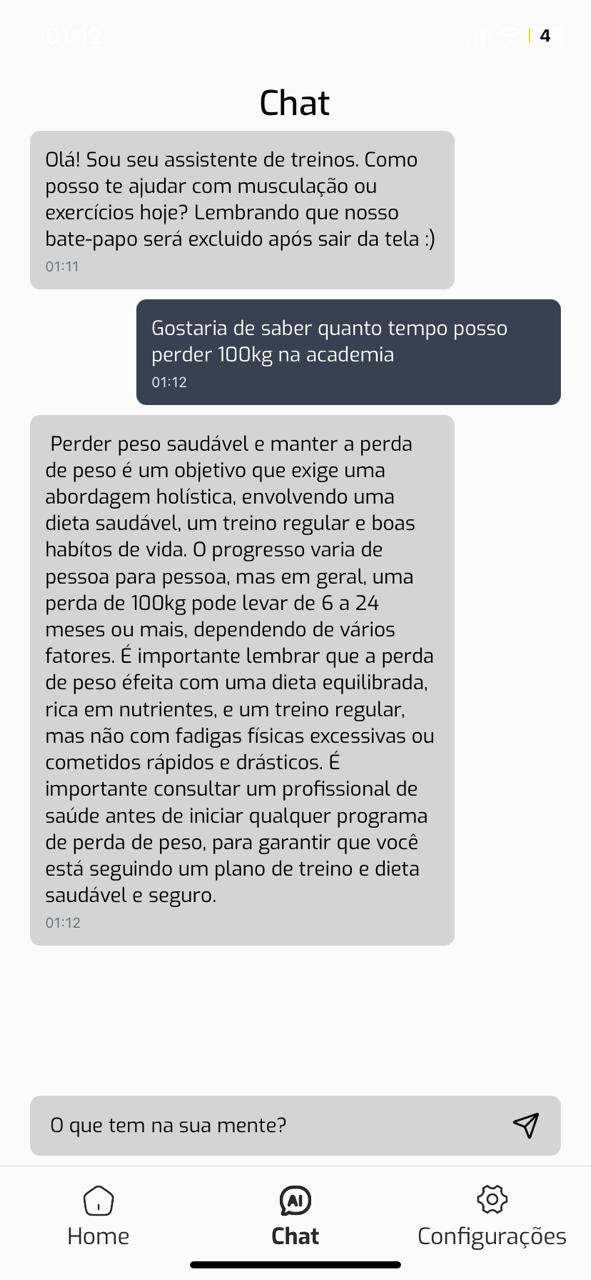 01:12
4
Chat
Olá! Sou seu assistente de treinos. Como
posso te ajudar com musculação ou
exercícios hoje? Lembrando que nosso
bate-papo será excluido após sair da tela :)
01:11
Gostaria de saber quanto tempo posso
perder 100kg na academia
01:12
Perder peso saudável e manter a perda
de peso é um objetivo que exige uma
abordagem holística, envolvendo uma
dieta saudável, um treino regular e boas
habítos de vida. O progresso varia de
pessoa para pessoa, mas em geral, uma
perda de 100kg pode levar de 6 a 24
meses ou mais, dependendo de vários
fatores. É importante lembrar que a perda
de peso éfeita com uma dieta equilibrada,
rica em nutrientes, e um treino regular,
mas não com fadigas físicas excessivas ou
cometidos rápidos e drásticos. É
importante consultar um profissional de
saúde antes de iniciar qualquer programa
de perda de peso, para garantir que você
está seguindo um plano de treino e dieta
saudável e seguro.
01:12
O que tem na sua mente?
AI
Home
Chat
Configurações